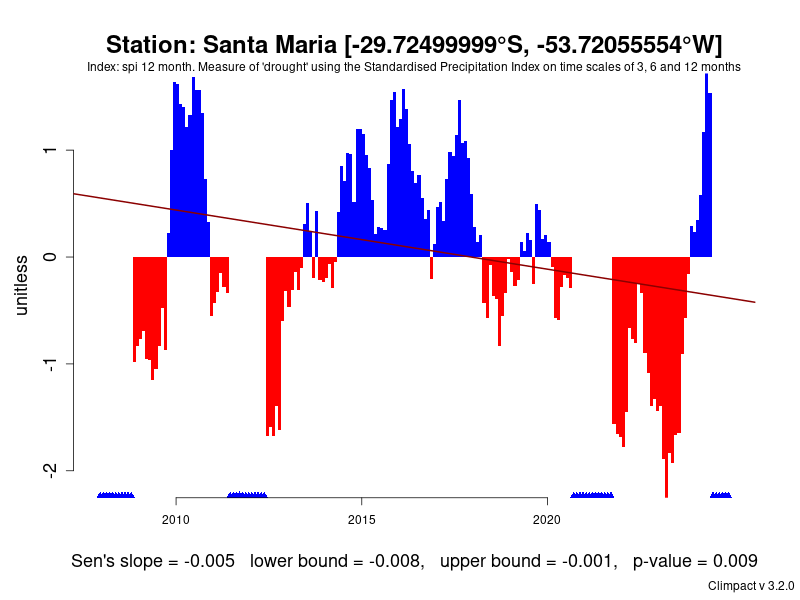 Station: Santa Maria [-29.72499999°S, -53.72055554°W]
Index: spi 12 month. Measure of 'drought' using the Standardised Precipitation Index on time scales of 3, 6 and 12 months
1
0
-1
-2
unitless
2010 2015 2020
Sen's slope = -0.005 lower bound = -0.008, upper bound = -0.001, p-value = 0.009
Climpact v 3.2.0